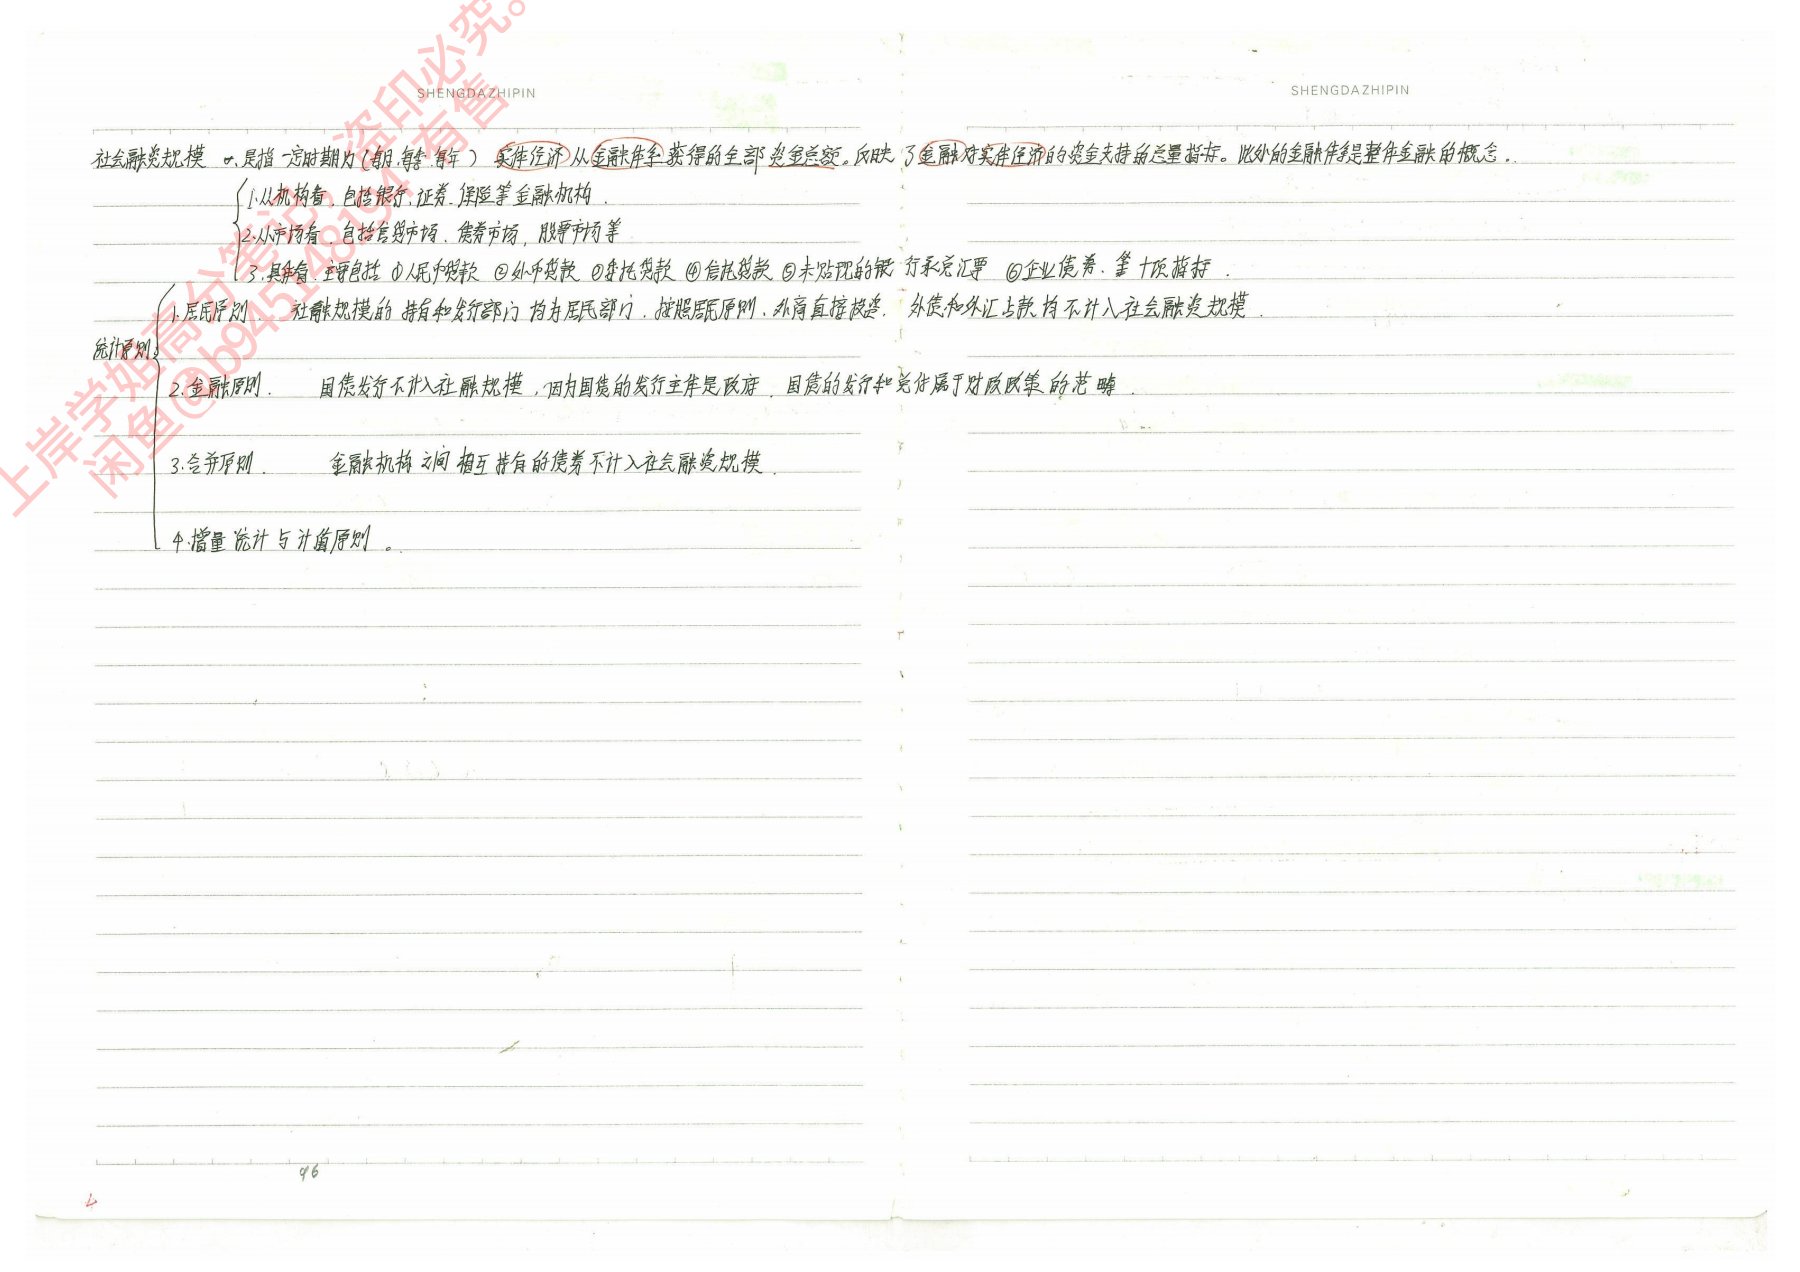 SHENGDAZHIPIN
SHENGDAZHIPIN
社会融资规模 是指一定时期内(每月、每季、每年) 实体经济从金融体系获得的全部资金总额。反映了金融对实体经济的资金支持的总量指标。此处的金融体系是整体金融的概念.
1.从机构看,包括银行、证券、保险等金融机构.
2.从市场看,包括信贷市场、债券市场,股票市场等
3.具体看.主要包括 ①人民币贷款 ②外币贷款 ③委托贷款 ④信托贷款 ⑤未贴现的银行承兑汇票 ⑥企业债券.等十项指标.
统计原则
1.居民原则. 社融规模的持有和发行部门均为居民部门.按照居民原则、外商直接投资.外债和外汇占款均不计入社会融资规模.
2.金融原则. 国债发行不计入社融规模,因为国债的发行主体是政府.国债的发行和兑付属于财政政策的范畴.
3.合并原则. 金融机构之间相互持有的债券不计入社会融资规模.
4.增量统计与计值原则。
96
上岸学姐高分笔记,盗印必究。
闲鱼@b945148194有售